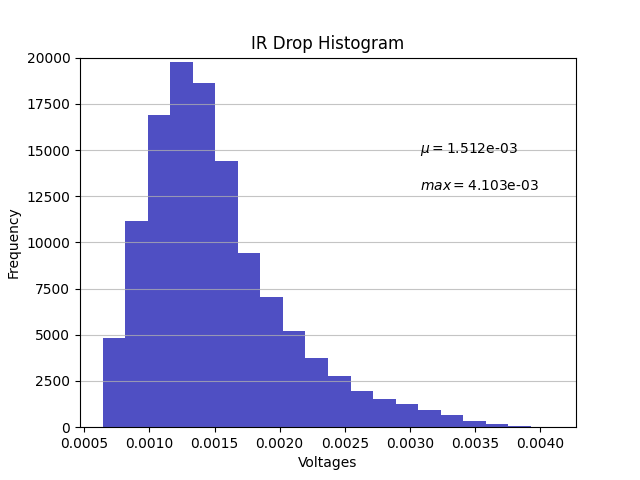 IR Drop Histogram
20000
17500
15000
12500
10000
7500
5000
2500
0
Frequency
μ = 1.512e-03
max = 4.103e-03
0.0005 0.0010 0.0015 0.0020 0.0025 0.0030 0.0035 0.0040
Voltages